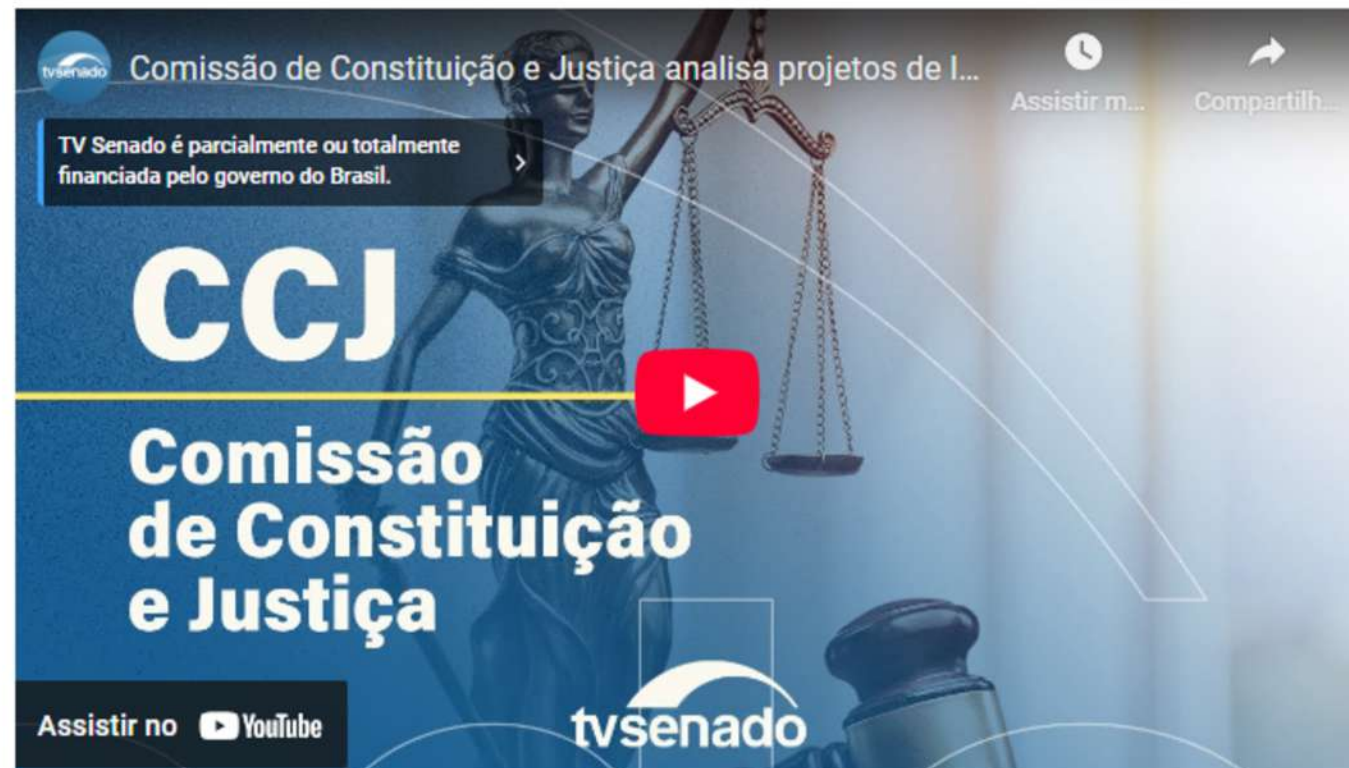 tvsenado
Comissão de Constituição e Justiça analisa projetos de l...
Assistir m...
Compartilh...
TV Senado é parcialmente ou totalmente
financiada pelo governo do Brasil.
CCJ
Comissão
de Constituição
e Justiça
Assistir no YouTube
tvsenado